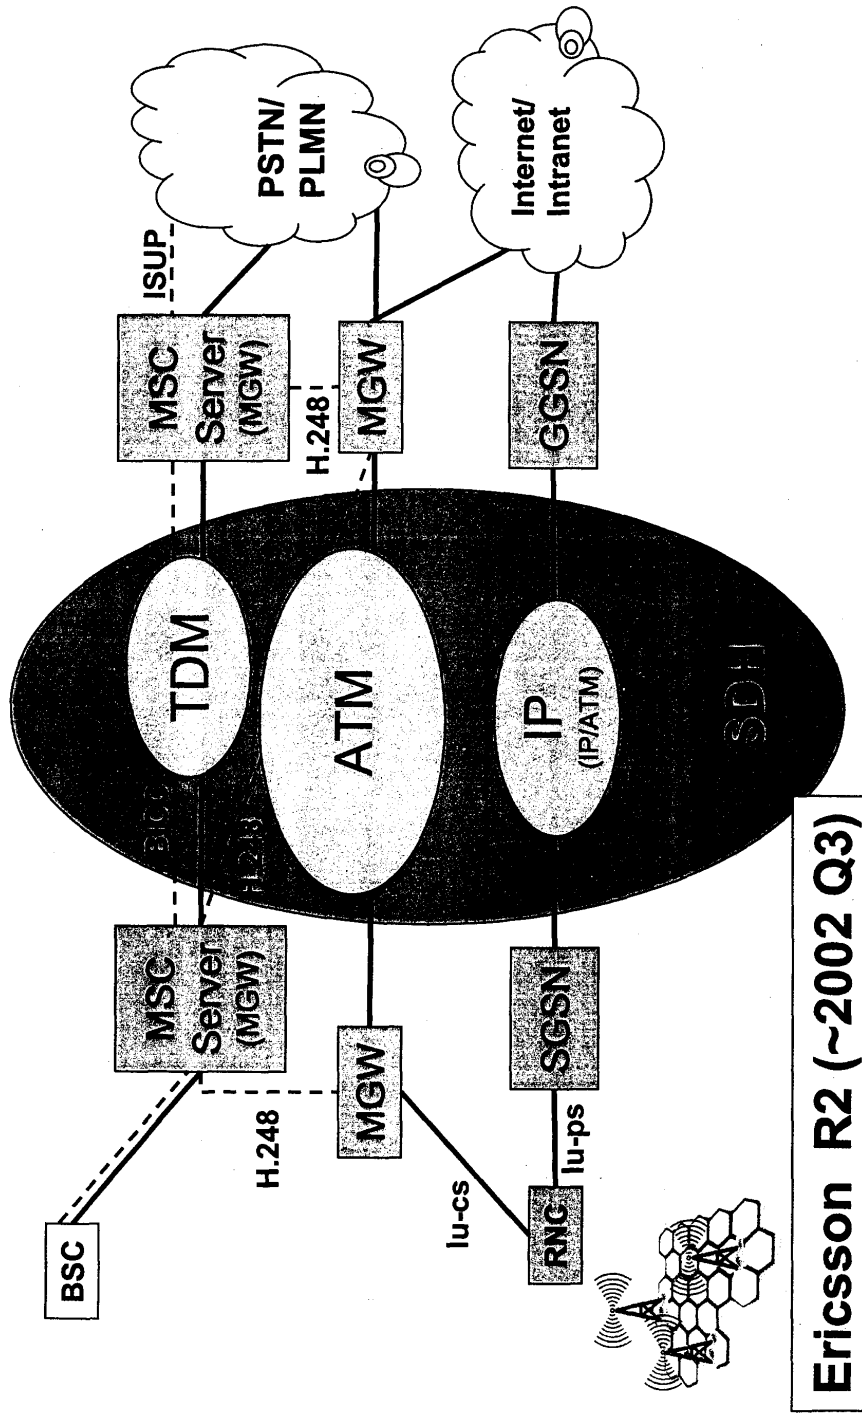 BSC
MSC
Server
(MGW)
H.248
MGW
Iu-cs
RNC
Iu-ps
SGSN
BICC
H.248
TDM
ATM
IP
(IP/ATM)
SDH
MSC
Server
(MGW)
ISUP
H.248
MGW
GGSN
PSTN/
PLMN
Internet/
Intranet
Ericsson R2 (~2002 Q3)